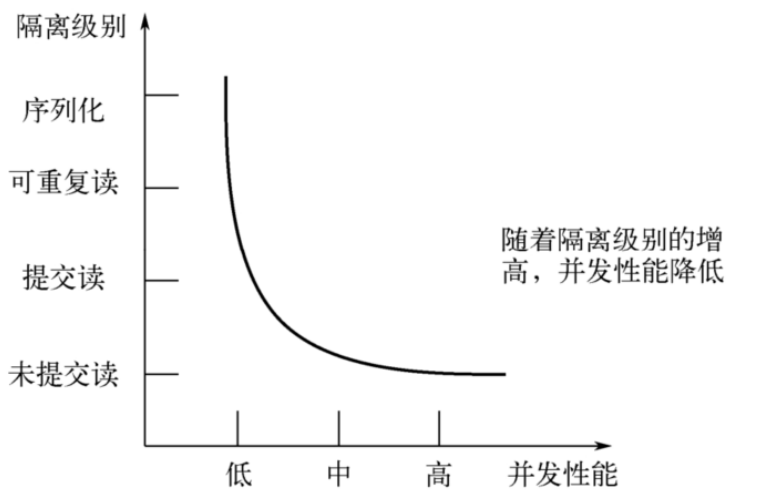 隔离级别
序列化
可重复读
提交读
未提交读
随着隔离级别的增
高，并发性能降低
低
中
高
并发性能